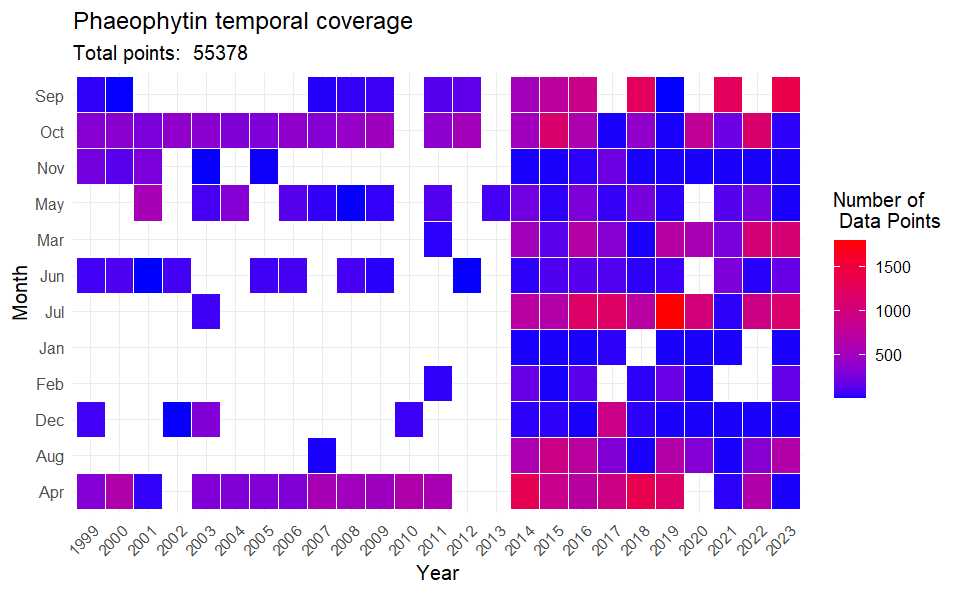 Phaeophytin temporal coverage
Total points:  55378
Month
Sep
Oct
Nov
May
Mar
Jun
Jul
Jan
Feb
Dec
Aug
Apr
1999 2000 2001 2002 2003 2004 2005 2006 2007 2008 2009 2010 2011 2012 2013 2014 2015 2016 2017 2018 2019 2020 2021 2022 2023
Year
Number of
Data Points
1500
1000
500